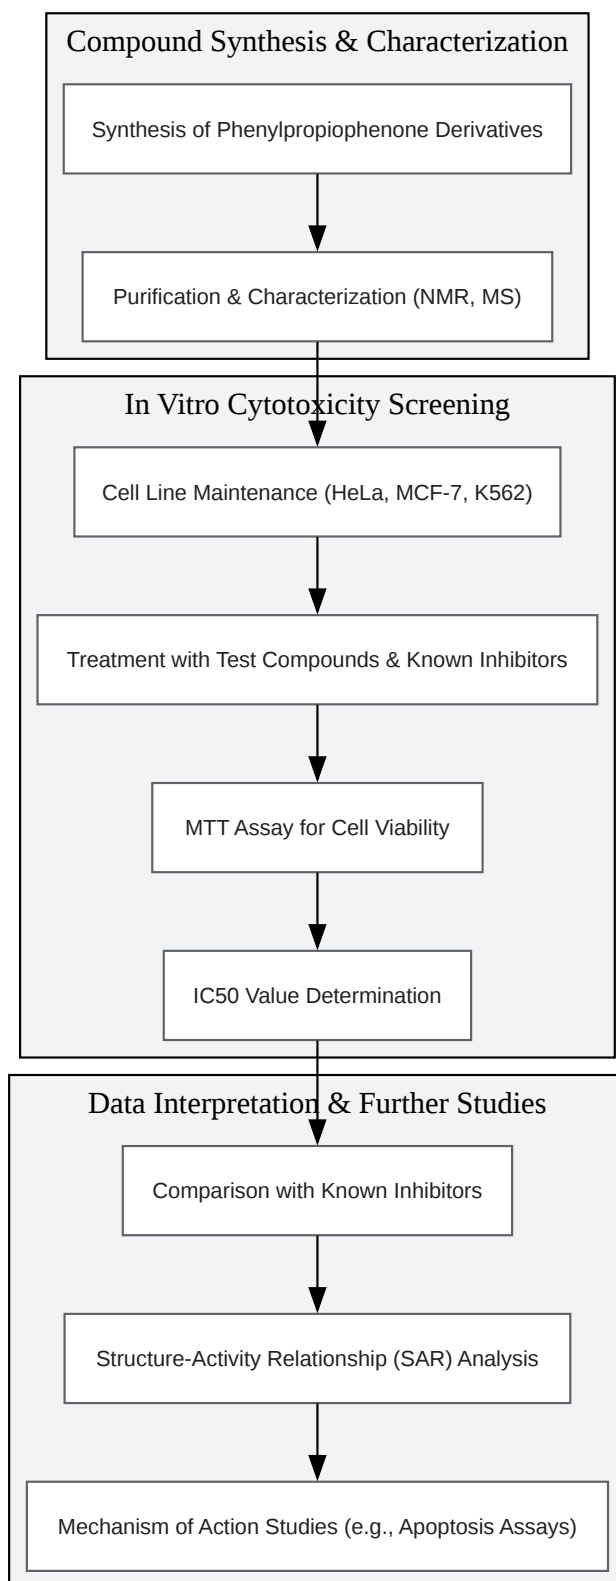 Compound Synthesis & Characterization
Synthesis of Phenylpropiophenone Derivatives
Purification & Characterization (NMR, MS)
In Vitro Cytotoxicity Screening
Cell Line Maintenance (HeLa, MCF-7, K562)
Treatment with Test Compounds & Known Inhibitors
MTT Assay for Cell Viability
IC50 Value Determination
Data Interpretation & Further Studies
Comparison with Known Inhibitors
Structure-Activity Relationship (SAR) Analysis
Mechanism of Action Studies (e.g., Apoptosis Assays)